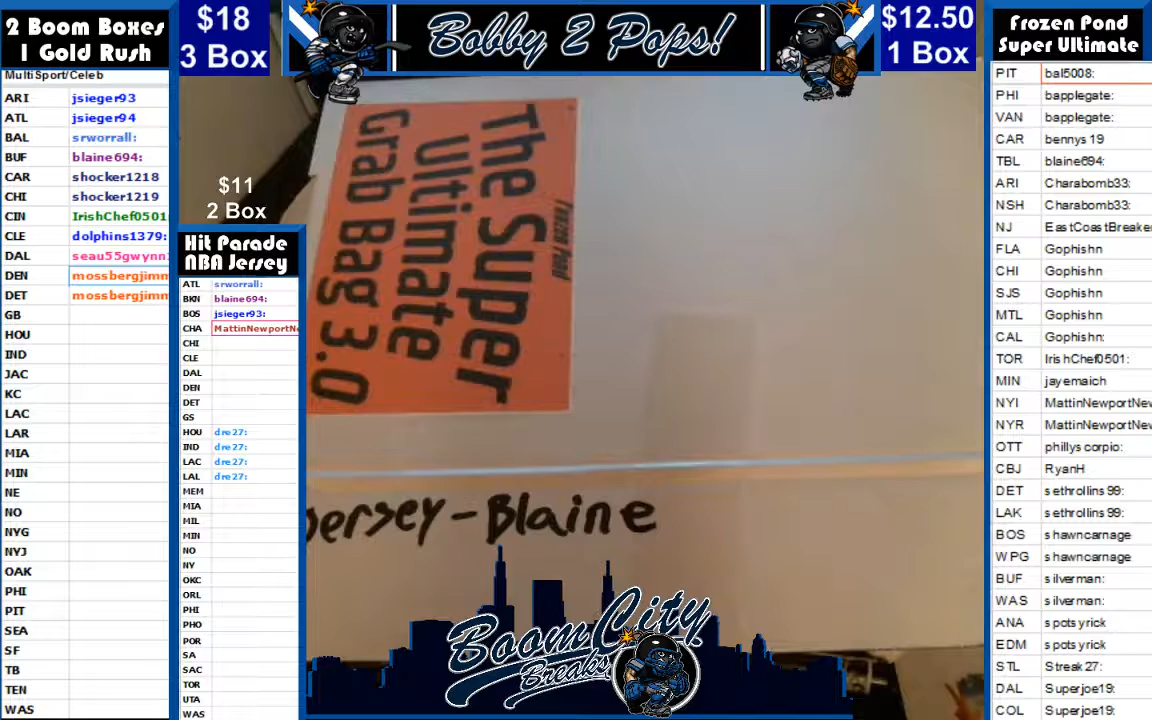 2 Boom Boxes
1 Gold Rush
MultiSport/Celeb
ARI jsieger93
ATL jsieger94
BAL srworrall:
BUF blaine694:
CAR shocker1218
CHI shocker1219
CIN IrishChef0501
CLE dolphins1379:
DAL seau55gwynn
DEN mossbergjimm
DET mossbergjimm
GB
HOU
IND
JAC
KC
LAC
LAR
MIA
MIN
NE
NO
NYG
NYJ
OAK
PHI
PIT
SEA
SF
TB
TEN
WAS
$18
3 Box
$11
2 Box
Hit Parade
NBA Jersey
ATL srworrall:
BKN blaine694:
BOS jsieger93:
CHA MattinNewportNe
CHI
CLE
DAL
DEN
DET
GS
HOU dre27:
IND dre27:
LAC dre27:
LAL dre27:
MEM
MIA
MIL
MIN
NO
NY
OKC
ORL
PHI
PHO
POR
SA
SAC
TOR
UTA
WAS
Bobby 2 Pops!
Frozen Pond
The Super
Ultimate
Grab Bag 3.0
Jersey-Blaine
Boom City
Breaks
$12.50
1 Box
Frozen Pond
Super Ultimate
PIT bal5008:
PHI bapplegate:
VAN bapplegate:
CAR bennys19
TBL blaine694:
ARI Charabomb33:
NSH Charabomb33:
NJ EastCoastBreaker
FLA Gophishn
CHI Gophishn
SJS Gophishn
MTL Gophishn
CAL Gophishn:
TOR IrishChef0501:
MIN jayemaich
NYI MattinNewportNew
NYR MattinNewportNew
OTT phillyscorpio:
CBJ RyanH
DET sethrollins99:
LAK sethrollins99:
BOS shawncarnage
WPG shawncarnage
BUF silverman:
WAS silverman:
ANA spotsyrick
EDM spotsyrick
STL Streak27:
DAL Superjoe19:
COL Superjoe19: